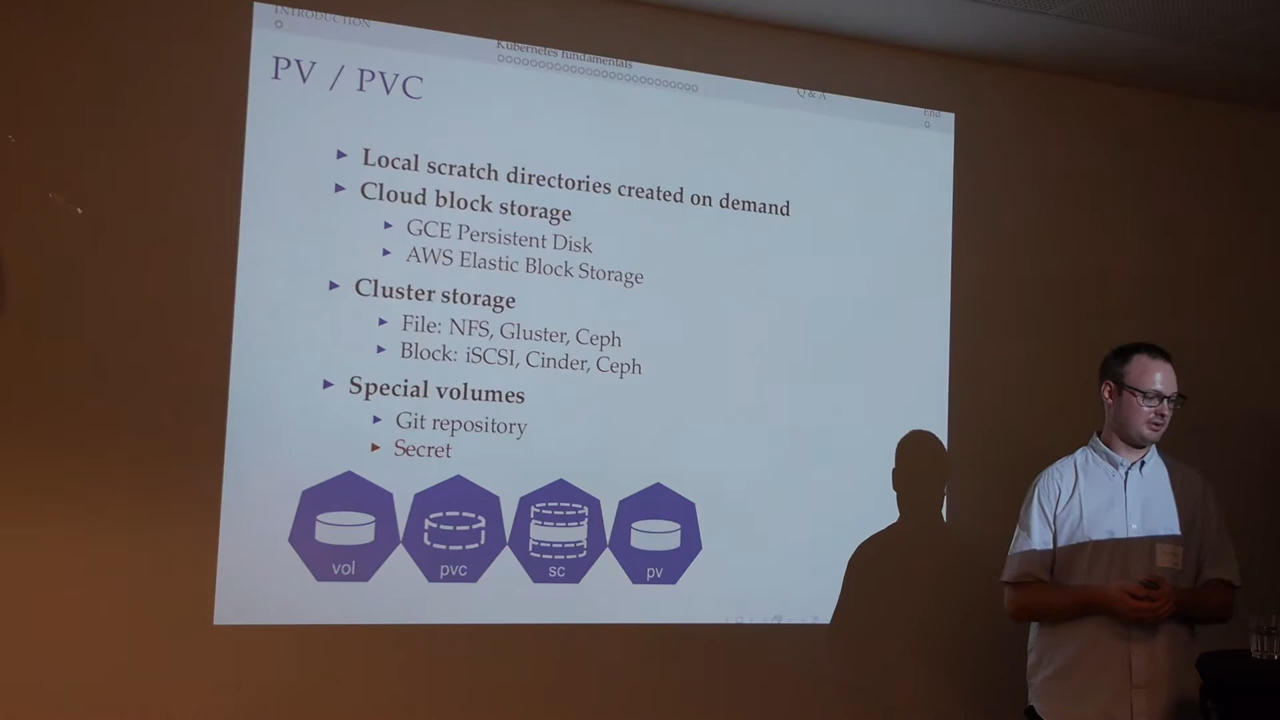 INTRODUCTION
Kubernetes fundamentals
Q & A
End
PV / PVC
Local scratch directories created on demand
Cloud block storage
GCE Persistent Disk
AWS Elastic Block Storage
Cluster storage
File: NFS, Gluster, Ceph
Block: iSCSI, Cinder, Ceph
Special volumes
Git repository
Secret
vol
pvc
sc
pv